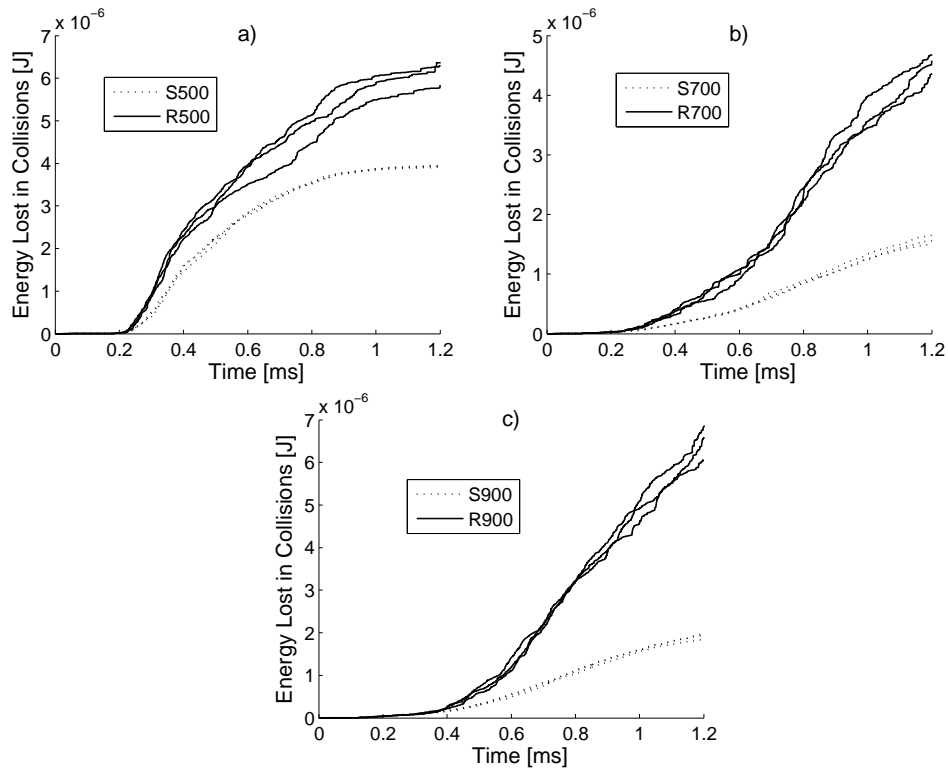 x 10⁻⁶
a)
7
6
5
4
3
2
1
0
Energy Lost in Collisions [J]
S500
R500
0 0.2 0.4 0.6 0.8 1 1.2
Time [ms]
x 10⁻⁶
b)
5
4
3
2
1
0
Energy Lost in Collisions [J]
S700
R700
0 0.2 0.4 0.6 0.8 1 1.2
Time [ms]
x 10⁻⁶
c)
7
6
5
4
3
2
1
0
Energy Lost in Collisions [J]
S900
R900
0 0.2 0.4 0.6 0.8 1 1.2
Time [ms]